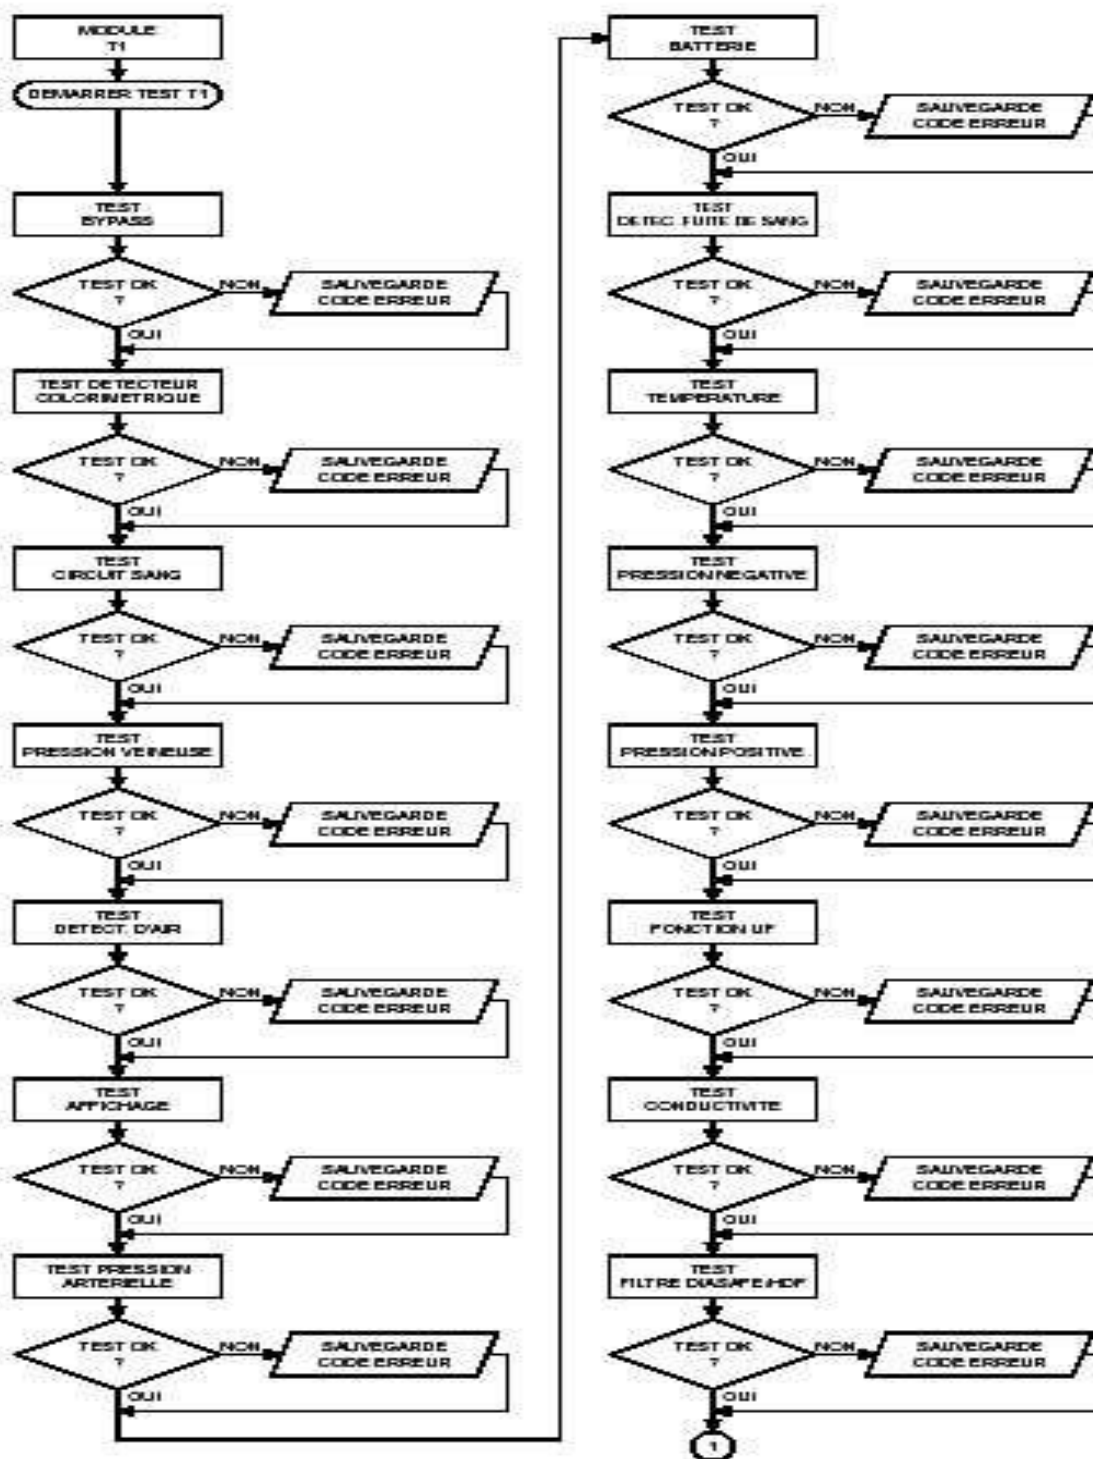 MODULE
T1
DEMARRER TEST T1
TEST
BYPASS
TEST OK
?
NON
SAUVEGARDE
CODE ERREUR
OUI
TEST DETECTEUR
COLORIMETRIQUE
TEST OK
?
NON
SAUVEGARDE
CODE ERREUR
OUI
TEST
CIRCUIT SANG
TEST OK
?
NON
SAUVEGARDE
CODE ERREUR
OUI
TEST
PRESSION VEINEUSE
TEST OK
?
NON
SAUVEGARDE
CODE ERREUR
OUI
TEST
DETECT. D'AIR
TEST OK
?
NON
SAUVEGARDE
CODE ERREUR
OUI
TEST
AFFICHAGE
TEST OK
?
NON
SAUVEGARDE
CODE ERREUR
OUI
TEST PRESSION
ARTERIELLE
TEST OK
?
NON
SAUVEGARDE
CODE ERREUR
OUI
TEST
BATTERIE
TEST OK
?
NON
SAUVEGARDE
CODE ERREUR
OUI
TEST
DETEC. FUITE DE SANG
TEST OK
?
NON
SAUVEGARDE
CODE ERREUR
OUI
TEST
TEMPERATURE
TEST OK
?
NON
SAUVEGARDE
CODE ERREUR
OUI
TEST
PRESSION NEGATIVE
TEST OK
?
NON
SAUVEGARDE
CODE ERREUR
OUI
TEST
PRESSION POSITIVE
TEST OK
?
NON
SAUVEGARDE
CODE ERREUR
OUI
TEST
FONCTION UF
TEST OK
?
NON
SAUVEGARDE
CODE ERREUR
OUI
TEST
CONDUCTIVITE
TEST OK
?
NON
SAUVEGARDE
CODE ERREUR
OUI
TEST
FILTRE DIASAFE/HDF
TEST OK
?
NON
SAUVEGARDE
CODE ERREUR
OUI
1